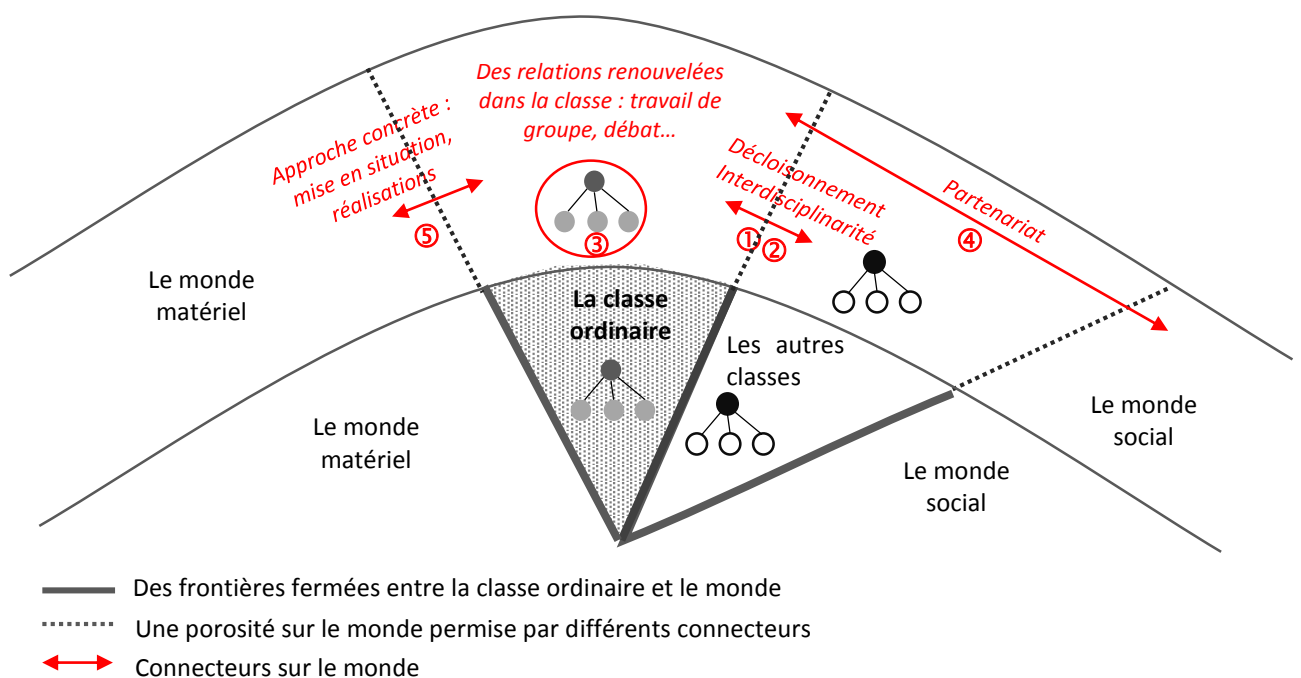 Des relations renouvelées
dans la classe : travail de
groupe, débat...
Approche concrète :
mise en situation,
réalisations
⑤
③
Décloisonnement
Interdisciplinarité
①
②
Partenariat
④
Le monde
matériel
La classe
ordinaire
Les autres
classes
Le monde
social
Le monde
matériel
Le monde
social
Des frontières fermées entre la classe ordinaire et le monde
Une porosité sur le monde permise par différents connecteurs
Connecteurs sur le monde